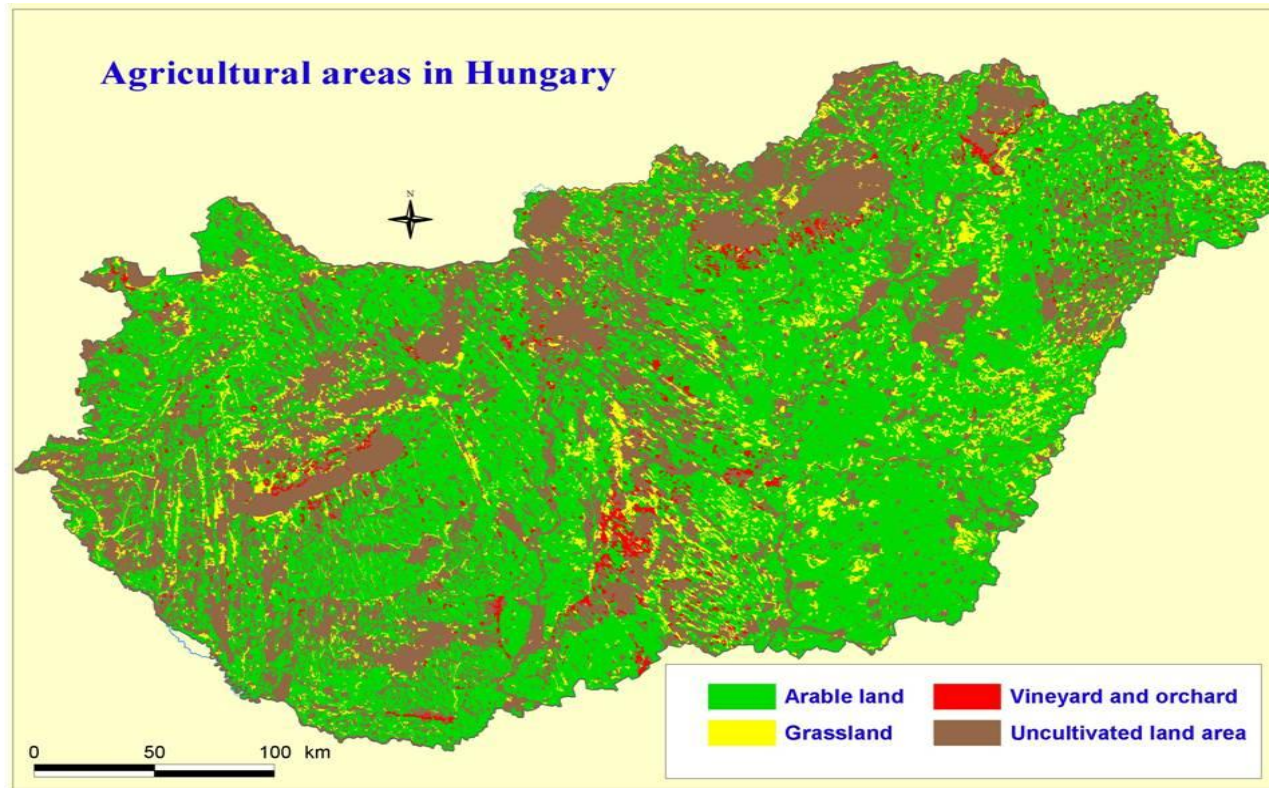 Agricultural areas in Hungary
N
Arable land
Vineyard and orchard
Grassland
Uncultivated land area
0 50 100 km